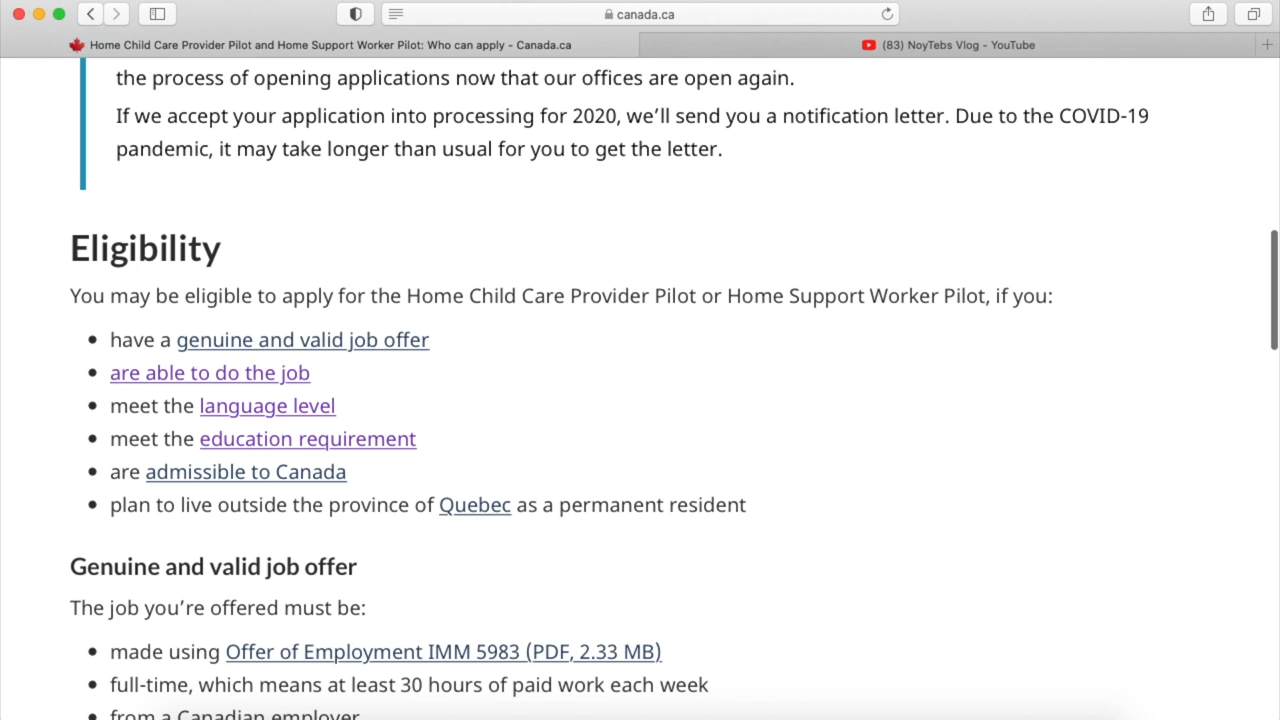 canada.ca
Home Child Care Provider Pilot and Home Support Worker Pilot: Who can apply - Canada.ca
(83) NoyTebs Vlog - YouTube
the process of opening applications now that our offices are open again.
If we accept your application into processing for 2020, we’ll send you a notification letter. Due to the COVID-19
pandemic, it may take longer than usual for you to get the letter.
Eligibility
You may be eligible to apply for the Home Child Care Provider Pilot or Home Support Worker Pilot, if you:
have a genuine and valid job offer
are able to do the job
meet the language level
meet the education requirement
are admissible to Canada
plan to live outside the province of Quebec as a permanent resident
Genuine and valid job offer
The job you’re offered must be:
made using Offer of Employment IMM 5983 (PDF, 2.33 MB)
full-time, which means at least 30 hours of paid work each week
from a Canadian employer